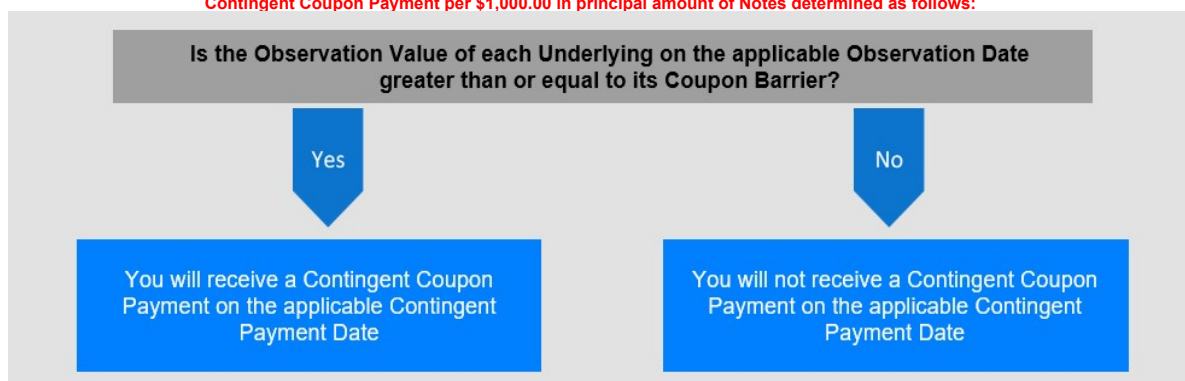 Contingent Coupon Payment per $1,000.00 in principal amount of Notes determined as follows:
Is the Observation Value of each Underlying on the applicable Observation Date
greater than or equal to its Coupon Barrier?
Yes
No
You will receive a Contingent Coupon
Payment on the applicable Contingent
Payment Date
You will not receive a Contingent Coupon
Payment on the applicable Contingent
Payment Date